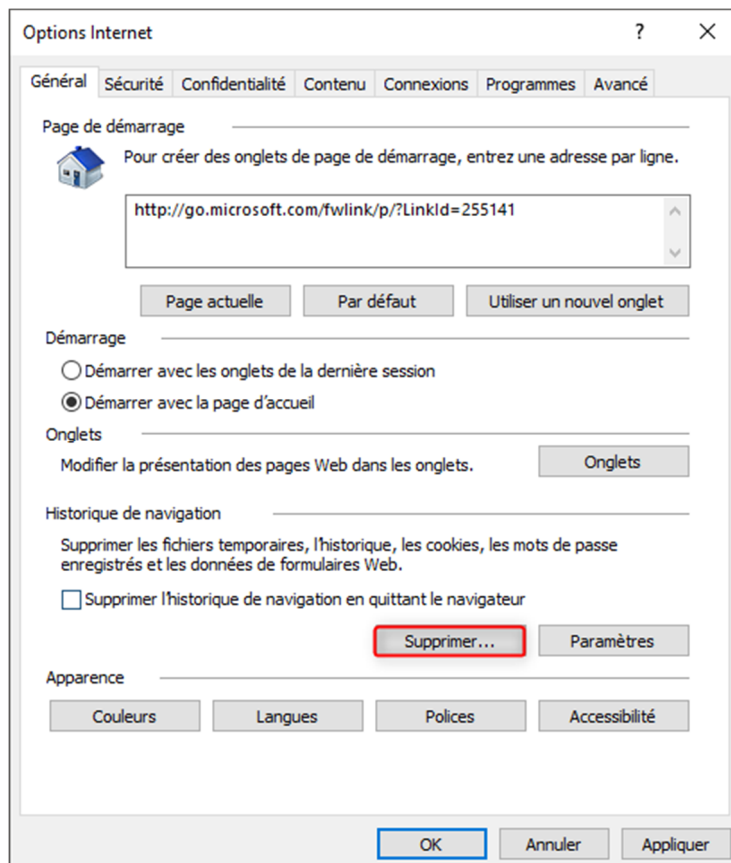 Options Internet
Général Sécurité Confidentialité Contenu Connexions Programmes Avancé
Page de démarrage
Pour créer des onglets de page de démarrage, entrez une adresse par ligne.
http://go.microsoft.com/fwlink/p/?LinkId=255141
Page actuelle Par défaut Utiliser un nouvel onglet
Démarrage
Démarrer avec les onglets de la dernière session
Démarrer avec la page d'accueil
Onglets
Modifier la présentation des pages Web dans les onglets. Onglets
Historique de navigation
Supprimer les fichiers temporaires, l'historique, les cookies, les mots de passe
enregistrés et les données de formulaires Web.
Supprimer l'historique de navigation en quittant le navigateur
Supprimer... Paramètres
Apparence
Couleurs Langues Polices Accessibilité
OK Annuler Appliquer